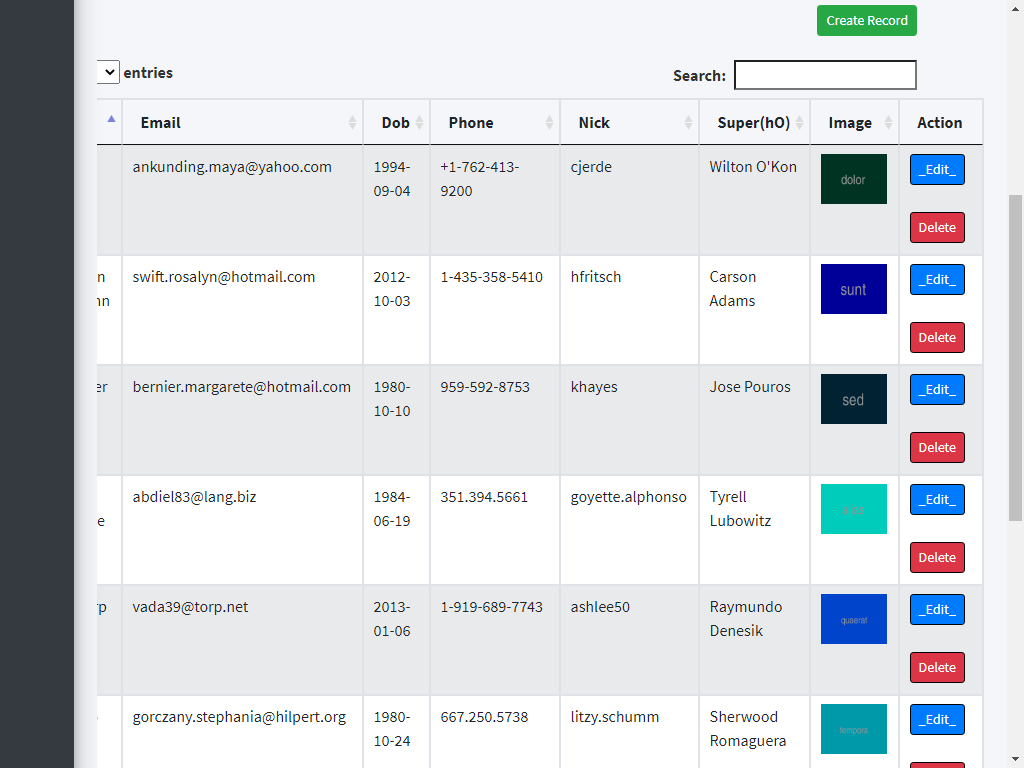 Create Record
entries
Search:
Email Dob Phone Nick Super(hO) Image Action
ankunding.maya@yahoo.com 1994- +1-762-413- cjerde Wilton O'Kon dolor _Edit_
09-04 9200
Delete
n swift.rosalyn@hotmail.com 2012- 1-435-358-5410 hfritsch Carson sunt _Edit_
nn 10-03 Adams
Delete
er bernier.margarete@hotmail.com 1980- 959-592-8753 khayes Jose Pouros sed _Edit_
10-10
Delete
abdiel83@lang.biz 1984- 351.394.5661 goyette.alphonso Tyrell _Edit_
e 06-19 Lubowitz
Delete
rp vada39@torp.net 2013- 1-919-689-7743 ashlee50 Raymundo quaerat _Edit_
01-06 Denesik
Delete
gorczany.stephania@hilpert.org 1980- 667.250.5738 litzy.schumm Sherwood tempora _Edit_
10-24 Romaguera